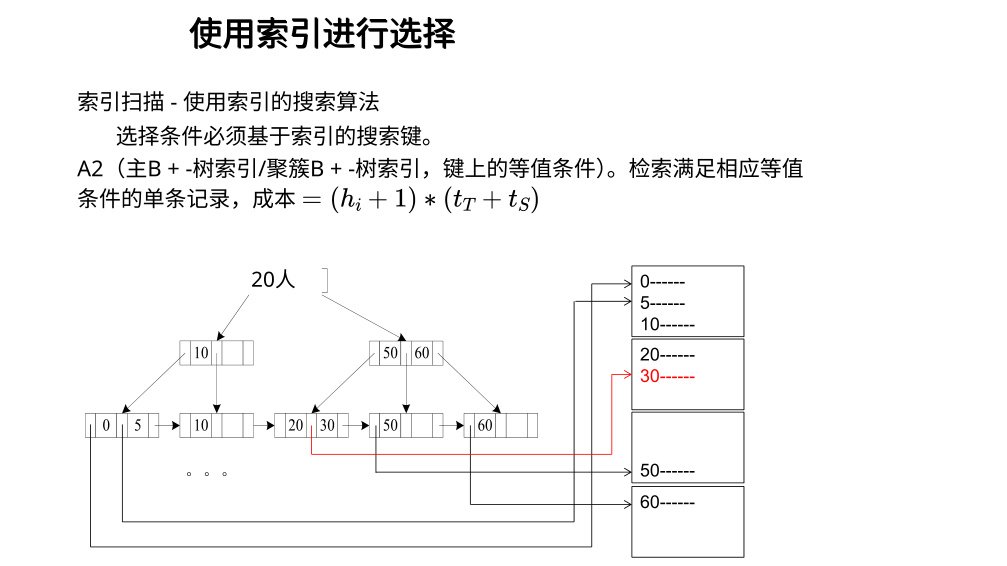 使用索引进行选择
索引扫描 - 使用索引的搜索算法
选择条件必须基于索引的搜索键。
A2（主B + -树索引/聚簇B + -树索引，键上的等值条件）。检索满足相应等值
条件的单条记录，成本 = (h_i + 1) * (t_T + t_S)
20人
10
50 60
0 5
10
20 30
50
60
。。。
0------
5------
10------
20------
30------
50------
60------